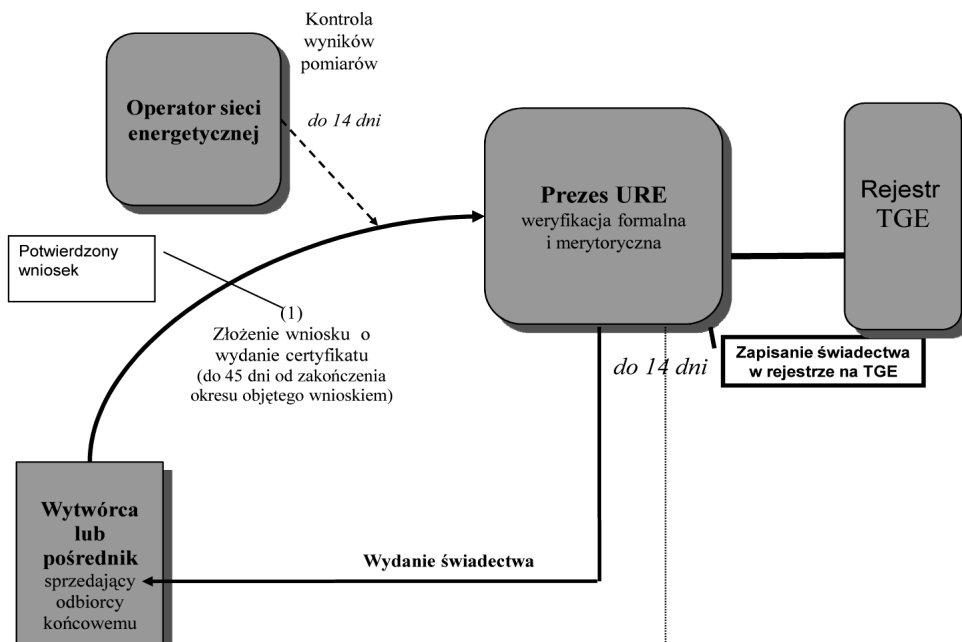 Kontrola
wyników
pomiarów
Operator sieci
energetycznej
do 14 dni
Prezes URE
weryfikacja formalna
i merytoryczna
Rejestr
TGE
Potwierdzony
wniosek
(1)
Złożenie wniosku o
wydanie certyfikatu
(do 45 dni od zakończenia
okresu objętego wnioskiem)
do 14 dni
Zapisanie świadectwa
w rejestrze na TGE
Wytwórca
lub
pośrednik
sprzedający
odbiorcy
końcowemu
Wydanie świadectwa